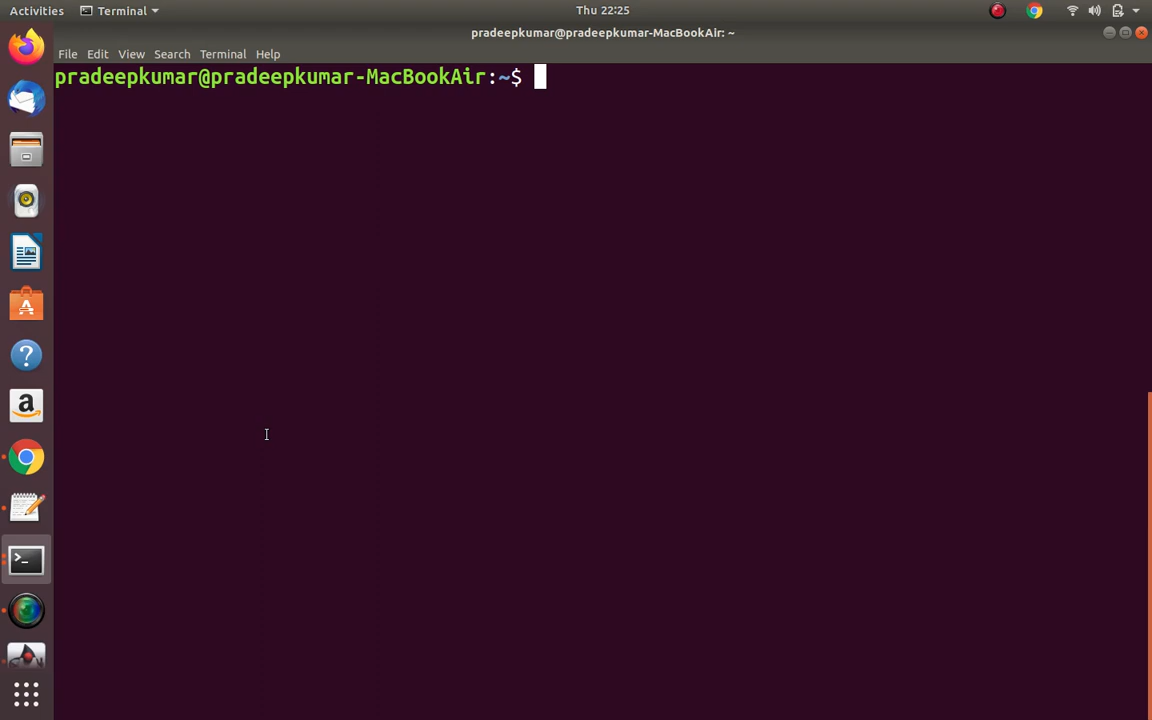 Activities Terminal Thu 22:25
pradeepkumar@pradeepkumar-MacBookAir: ~
File Edit View Search Terminal Help
pradeepkumar@pradeepkumar-MacBookAir:~$